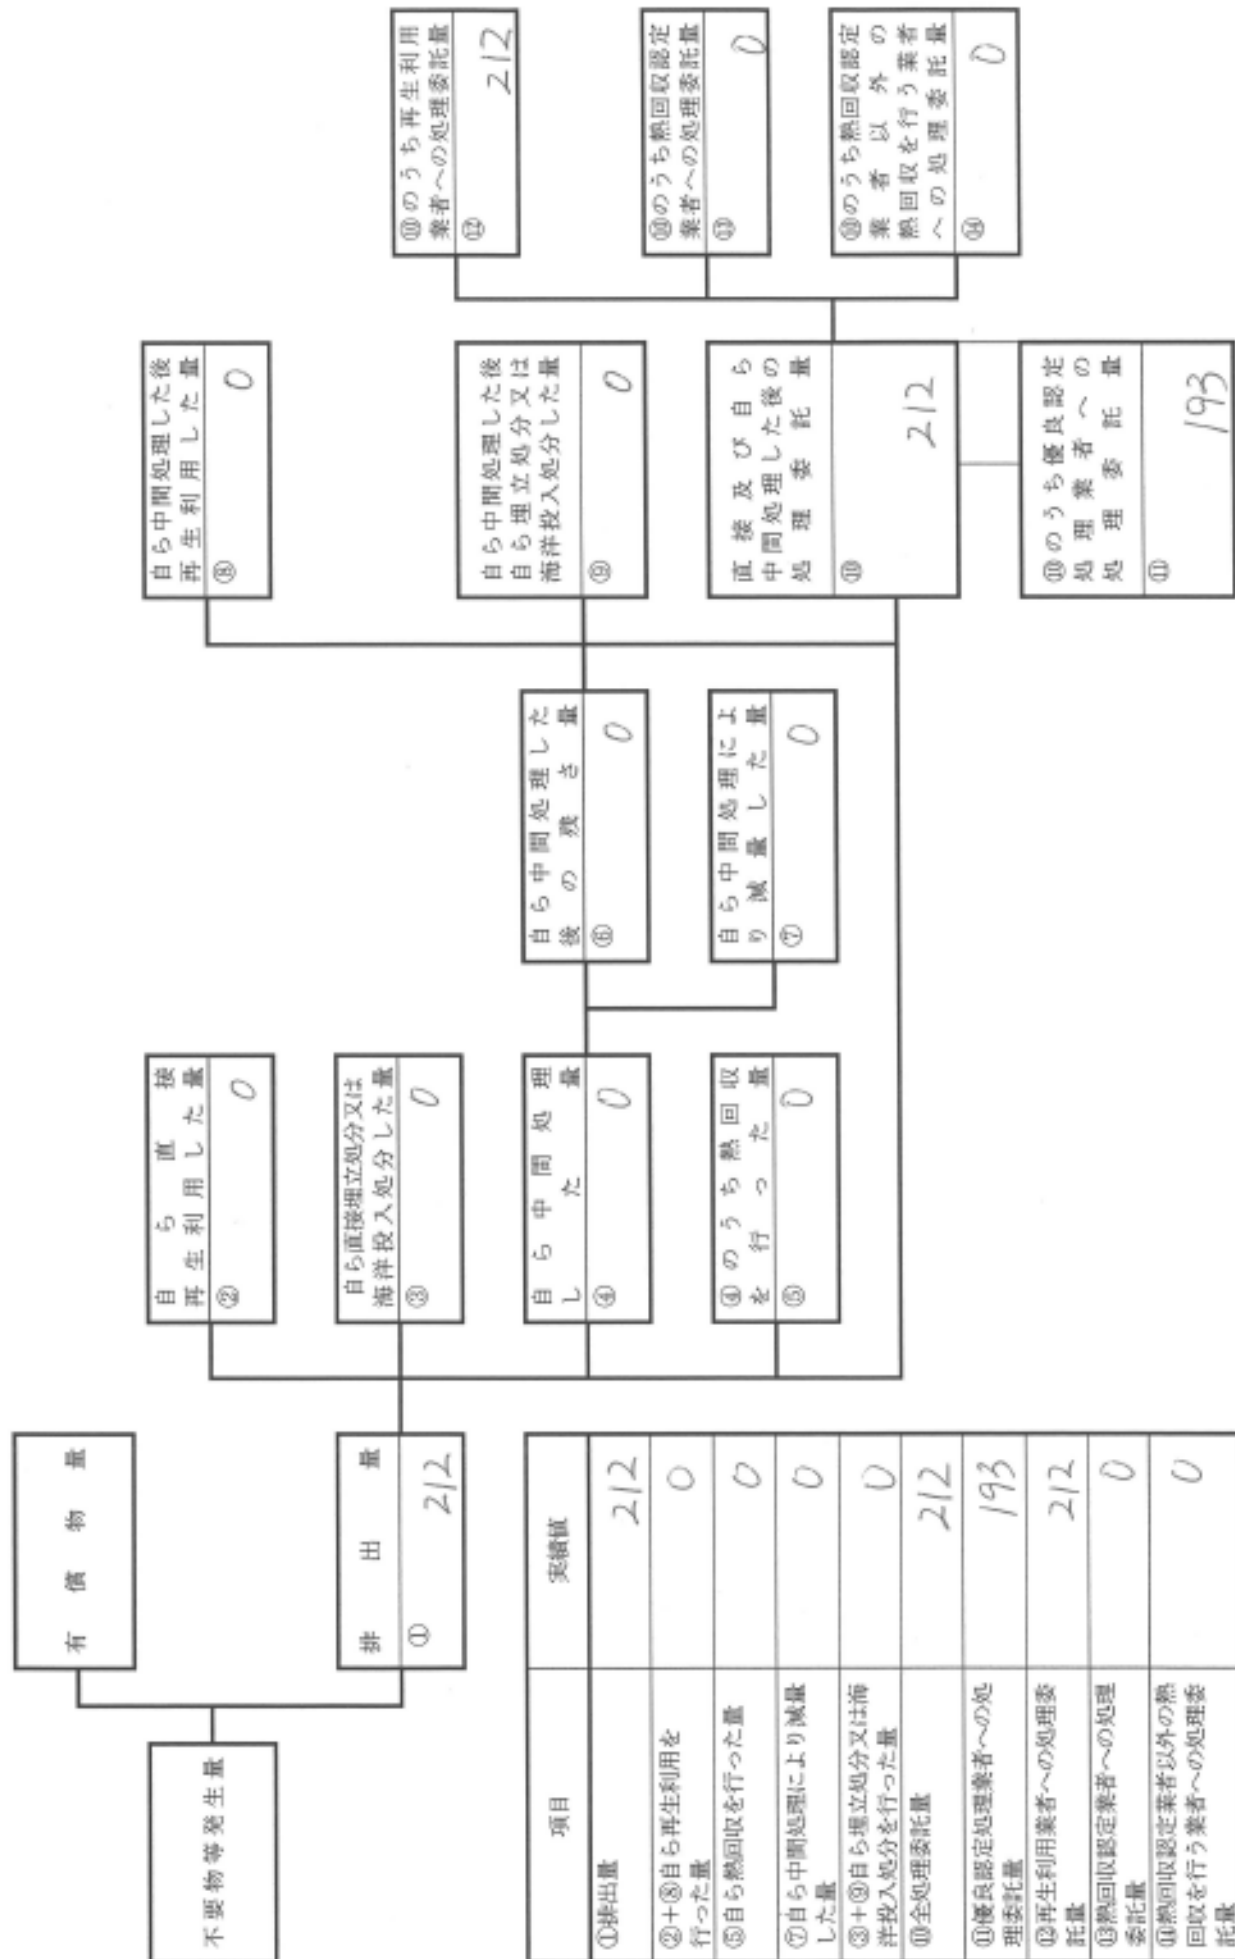 不要物等発生量
有償物量
排出量
① 212
自ら直接
再生利用した量
② 0
自ら直接埋立処分又は
海洋投入処分した量
③ 0
自ら中間処理
した量
④ 0
④のうち熱回収
を行った量
⑤ 0
自ら中間処理した
後の残さ量
⑥ 0
自ら中間処理によ
り減量した量
⑦ 0
自ら中間処理した後
再生利用した量
⑧ 0
自ら中間処理した後
自ら埋立処分又は
海洋投入処分した量
⑨ 0
直接及び自ら
中間処理した後の
処理委託量
⑩ 212
⑩のうち優良認定
処理業者への
処理委託量
⑪ 193
⑩のうち再生利用
業者への処理委託量
⑫ 212
⑩のうち熱回収認定
業者への処理委託量
⑬ 0
⑩のうち熱回収認定
業者以外の
熱回収を行う業者
への処理委託量
⑭ 0
項目 実績値
①排出量 212
②+⑧自ら再生利用を
行った量 0
⑤自ら熱回収を行った量 0
⑦自ら中間処理により減量
した量 0
③+⑨自ら埋立処分又は海
洋投入処分を行った量 0
⑩全処理委託量 212
⑪優良認定処理業者への処
理委託量 193
⑫再生利用業者への処理委
託量 212
⑬熱回収認定業者への処理
委託量 0
⑭熱回収認定業者以外の熱
回収を行う業者への処理委
託量 0